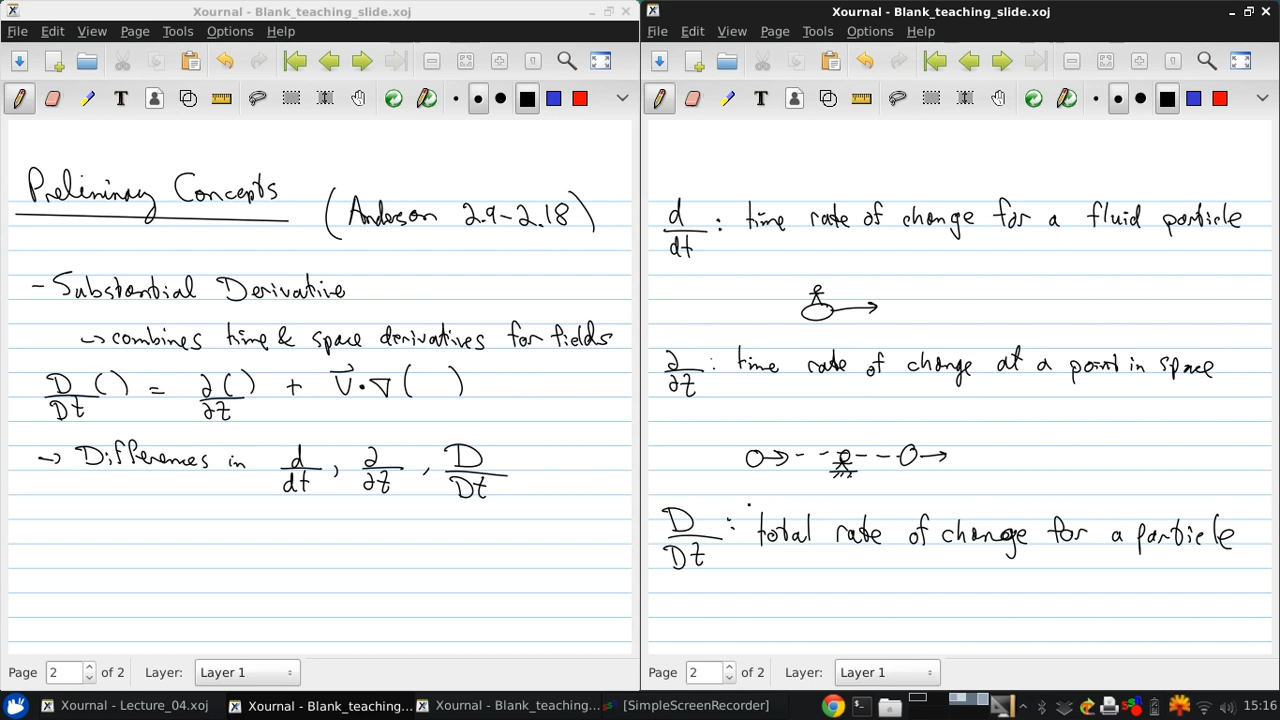 Xournal - Blank_teaching_slide.xoj
File Edit View Page Tools Options Help
Preliminary Concepts (Anderson 2.9-2.18)
- Substantial Derivative
→ combines time & space derivatives for fields
D/Dt ( ) = ∂( )/∂t + V⃗ • ∇ ( )
→ Differences in d/dt , ∂/∂t , D/Dt
Page 2 of 2 Layer: Layer 1
Xournal - Blank_teaching_slide.xoj
File Edit View Page Tools Options Help
d/dt : time rate of change for a fluid particle
∂/∂t : time rate of change at a point in space
D/Dt : total rate of change for a particle
Page 2 of 2 Layer: Layer 1
Xournal - Lecture_04.xoj Xournal - Blank_teaching... Xournal - Blank_teaching... [SimpleScreenRecorder] 15:16